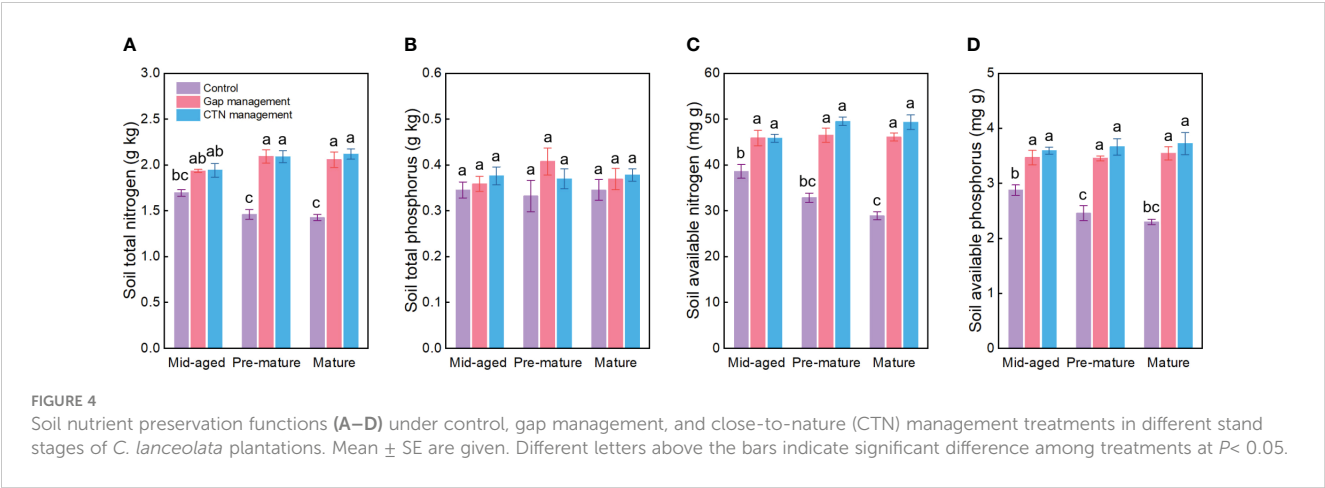 A
B
C
D
Soil total nitrogen (g kg)
3.0
2.5
2.0
1.5
1.0
0.5
0.0
Control
Gap management
CTN management
bc
ab
ab
c
a
a
c
a
a
Mid-aged Pre-mature Mature
Soil total phosphorus (g kg)
0.6
0.4
0.3
0.1
0.0
a
a
a
a
a
a
a
a
a
Mid-aged Pre-mature Mature
Soil available nitrogen (mg g)
60
50
40
30
20
10
0
b
a
a
bc
a
a
c
a
a
Mid-aged Pre-mature Mature
Soil available phosphorus (mg g)
5
4
3
2
1
0
b
a
a
c
a
a
bc
a
a
Mid-aged Pre-mature Mature
FIGURE 4
Soil nutrient preservation functions (A–D) under control, gap management, and close-to-nature (CTN) management treatments in different stand
stages of C. lanceolata plantations. Mean ± SE are given. Different letters above the bars indicate significant difference among treatments at P< 0.05.